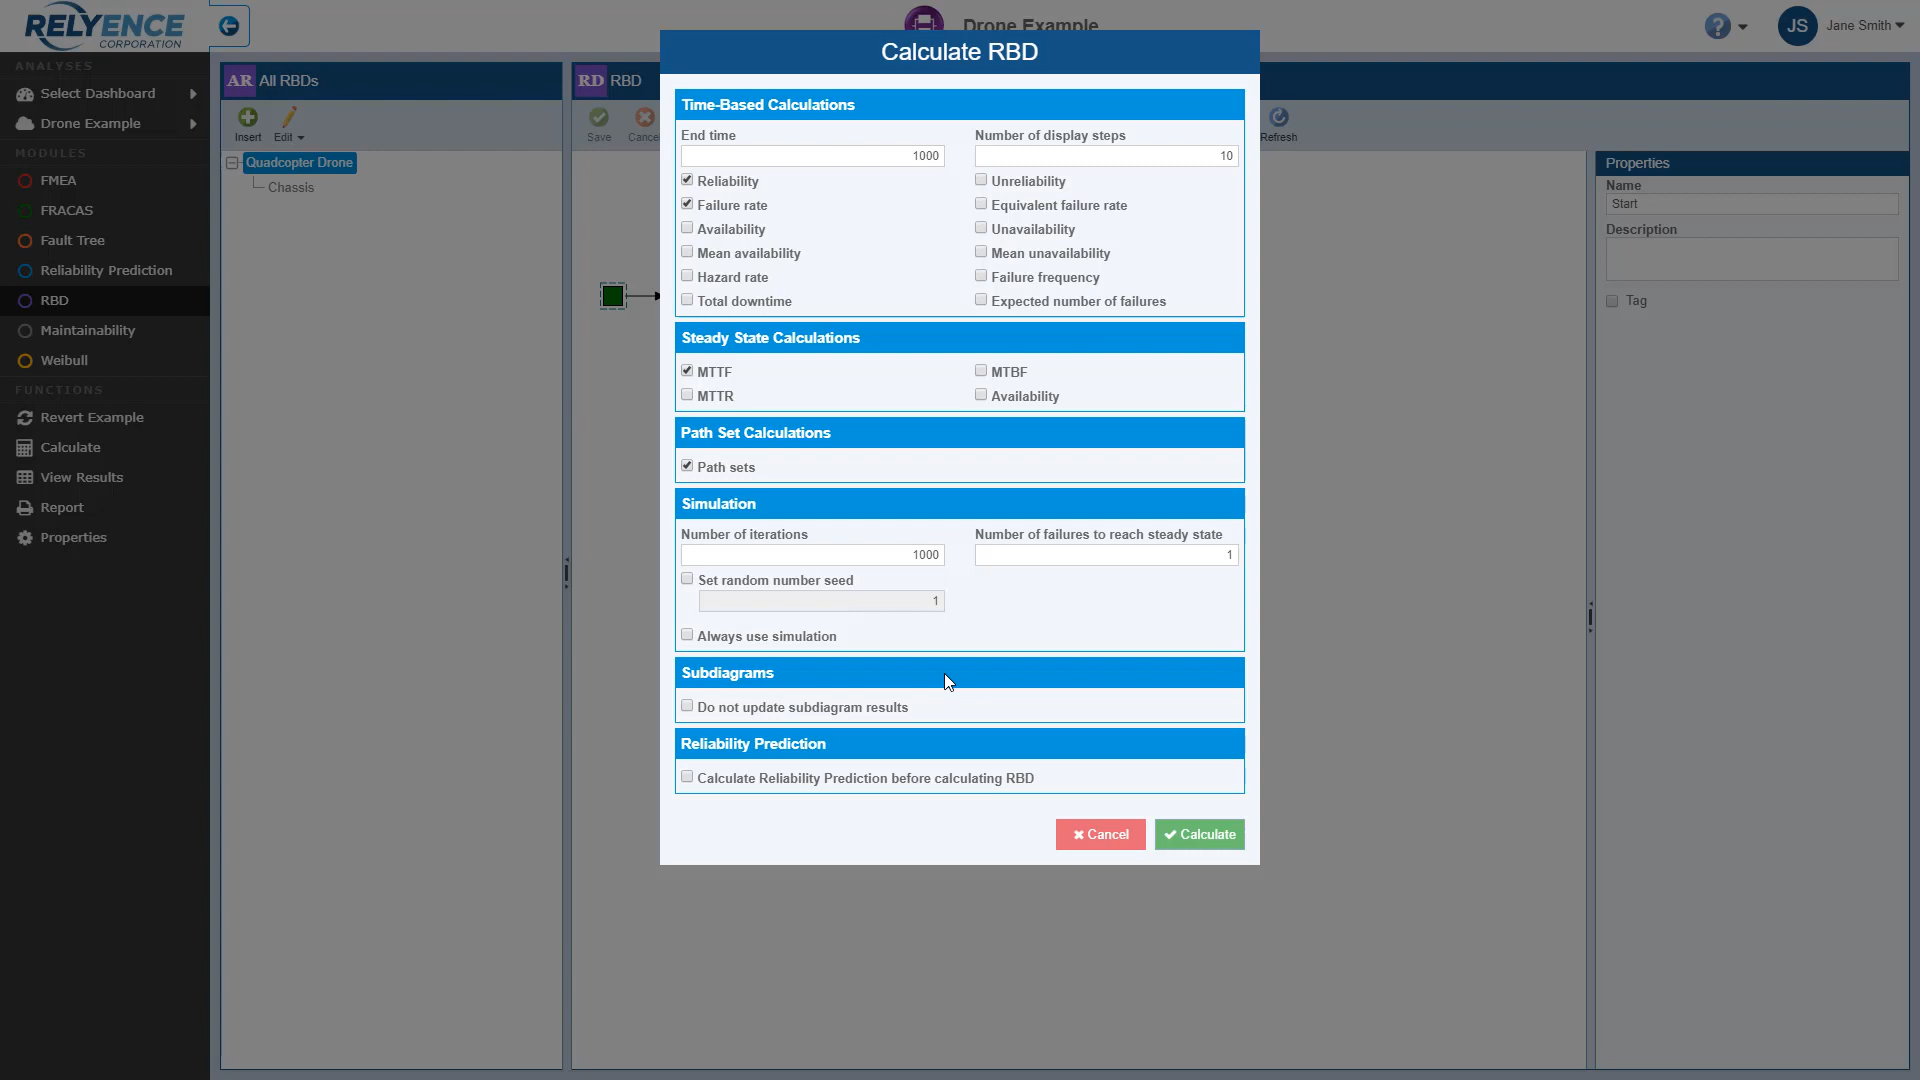 RELYENCE
CORPORATION
Drone Example
? JS Jane Smith
ANALYSES
Select Dashboard
Drone Example
MODULES
FMEA
FRACAS
Fault Tree
Reliability Prediction
RBD
Maintainability
Weibull
FUNCTIONS
Revert Example
Calculate
View Results
Report
Properties
AR All RBDs
Insert Edit
Quadcopter Drone
Chassis
RD RBD
Save Cancel Refresh
Calculate RBD
Time-Based Calculations
End time Number of display steps
1000 10
Reliability Unreliability
Failure rate Equivalent failure rate
Availability Unavailability
Mean availability Mean unavailability
Hazard rate Failure frequency
Total downtime Expected number of failures
Steady State Calculations
MTTF MTBF
MTTR Availability
Path Set Calculations
Path sets
Simulation
Number of iterations Number of failures to reach steady state
1000 1
Set random number seed
1
Always use simulation
Subdiagrams
Do not update subdiagram results
Reliability Prediction
Calculate Reliability Prediction before calculating RBD
Cancel Calculate
Properties
Name
Start
Description
Tag